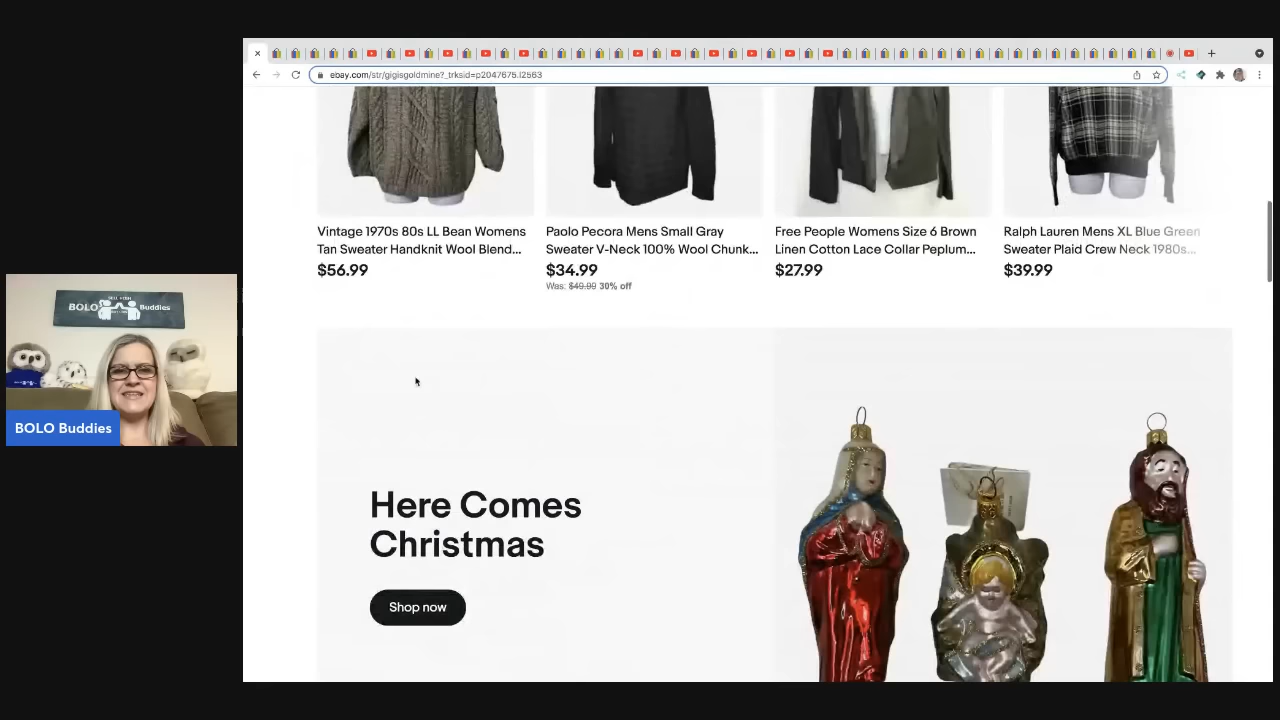 ebay.com/str/gigisgoldmine?_trksid=p2047675.l2563
Vintage 1970s 80s LL Bean Womens
Tan Sweater Handknit Wool Blend...
$56.99
Paolo Pecora Mens Small Gray
Sweater V-Neck 100% Wool Chunk...
$34.99
Was: $49.99 30% off
Free People Womens Size 6 Brown
Linen Cotton Lace Collar Peplum...
$27.99
Ralph Lauren Mens XL Blue Green
Sweater Plaid Crew Neck 1980s...
$39.99
Here Comes
Christmas
Shop now
BOLO Buddies
BOLO Buddies